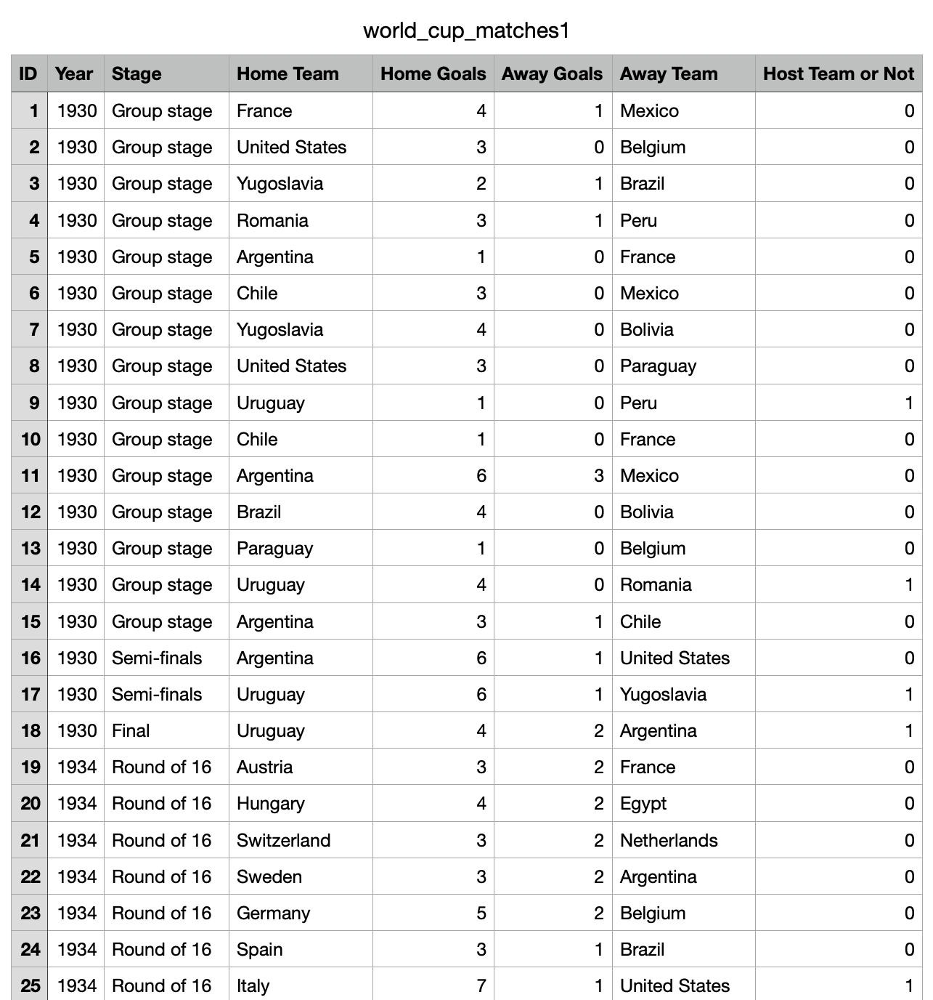 world_cup_matches1
ID Year Stage Home Team Home Goals Away Goals Away Team Host Team or Not
1 1930 Group stage France 4 1 Mexico 0
2 1930 Group stage United States 3 0 Belgium 0
3 1930 Group stage Yugoslavia 2 1 Brazil 0
4 1930 Group stage Romania 3 1 Peru 0
5 1930 Group stage Argentina 1 0 France 0
6 1930 Group stage Chile 3 0 Mexico 0
7 1930 Group stage Yugoslavia 4 0 Bolivia 0
8 1930 Group stage United States 3 0 Paraguay 0
9 1930 Group stage Uruguay 1 0 Peru 1
10 1930 Group stage Chile 1 0 France 0
11 1930 Group stage Argentina 6 3 Mexico 0
12 1930 Group stage Brazil 4 0 Bolivia 0
13 1930 Group stage Paraguay 1 0 Belgium 0
14 1930 Group stage Uruguay 4 0 Romania 1
15 1930 Group stage Argentina 3 1 Chile 0
16 1930 Semi-finals Argentina 6 1 United States 0
17 1930 Semi-finals Uruguay 6 1 Yugoslavia 1
18 1930 Final Uruguay 4 2 Argentina 1
19 1934 Round of 16 Austria 3 2 France 0
20 1934 Round of 16 Hungary 4 2 Egypt 0
21 1934 Round of 16 Switzerland 3 2 Netherlands 0
22 1934 Round of 16 Sweden 3 2 Argentina 0
23 1934 Round of 16 Germany 5 2 Belgium 0
24 1934 Round of 16 Spain 3 1 Brazil 0
25 1934 Round of 16 Italy 7 1 United States 1